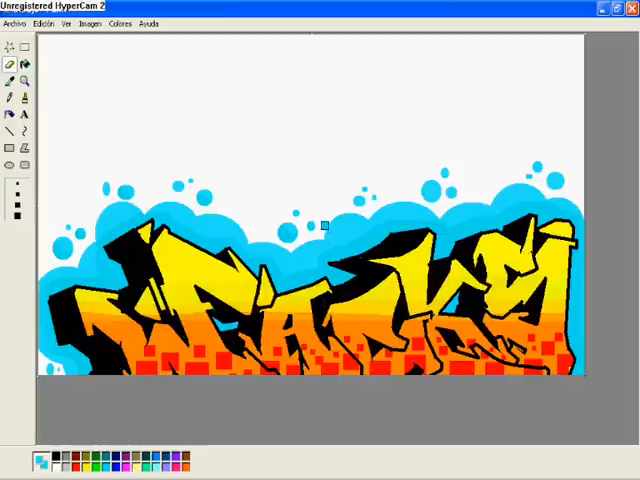 Unregistered HyperCam 2
Archivo Edición Ver Imagen Colores Ayuda
A